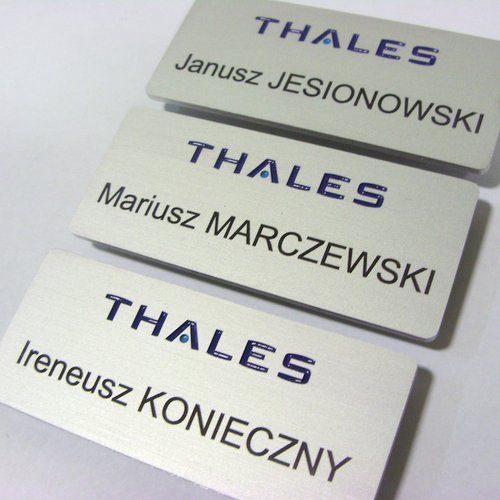 THALES
Janusz JESIONOWSKI
THALES
Mariusz MARCZEWSKI
THALES
Ireneusz KONIECZNY